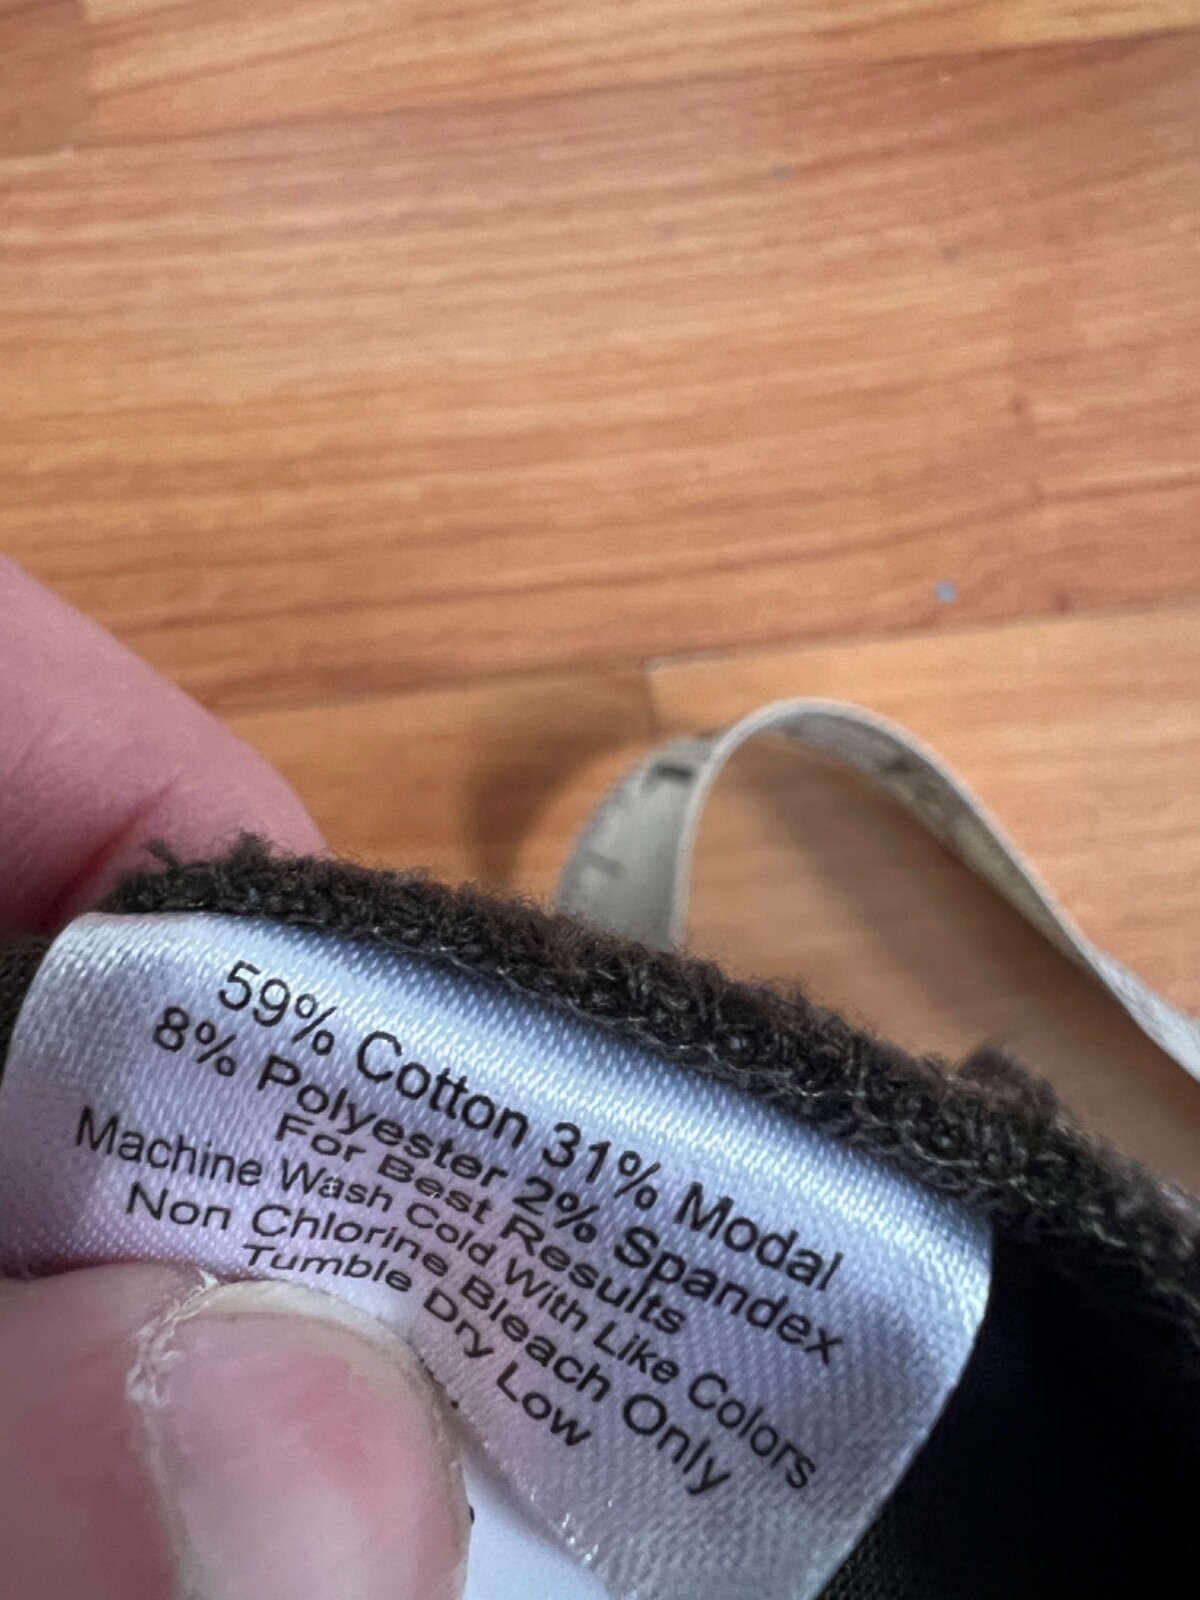 59% Cotton 31% Modal
8% Polyester 2% Spandex
For Best Results
Machine Wash Cold With Like Colors
Non Chlorine Bleach Only
Tumble Dry Low